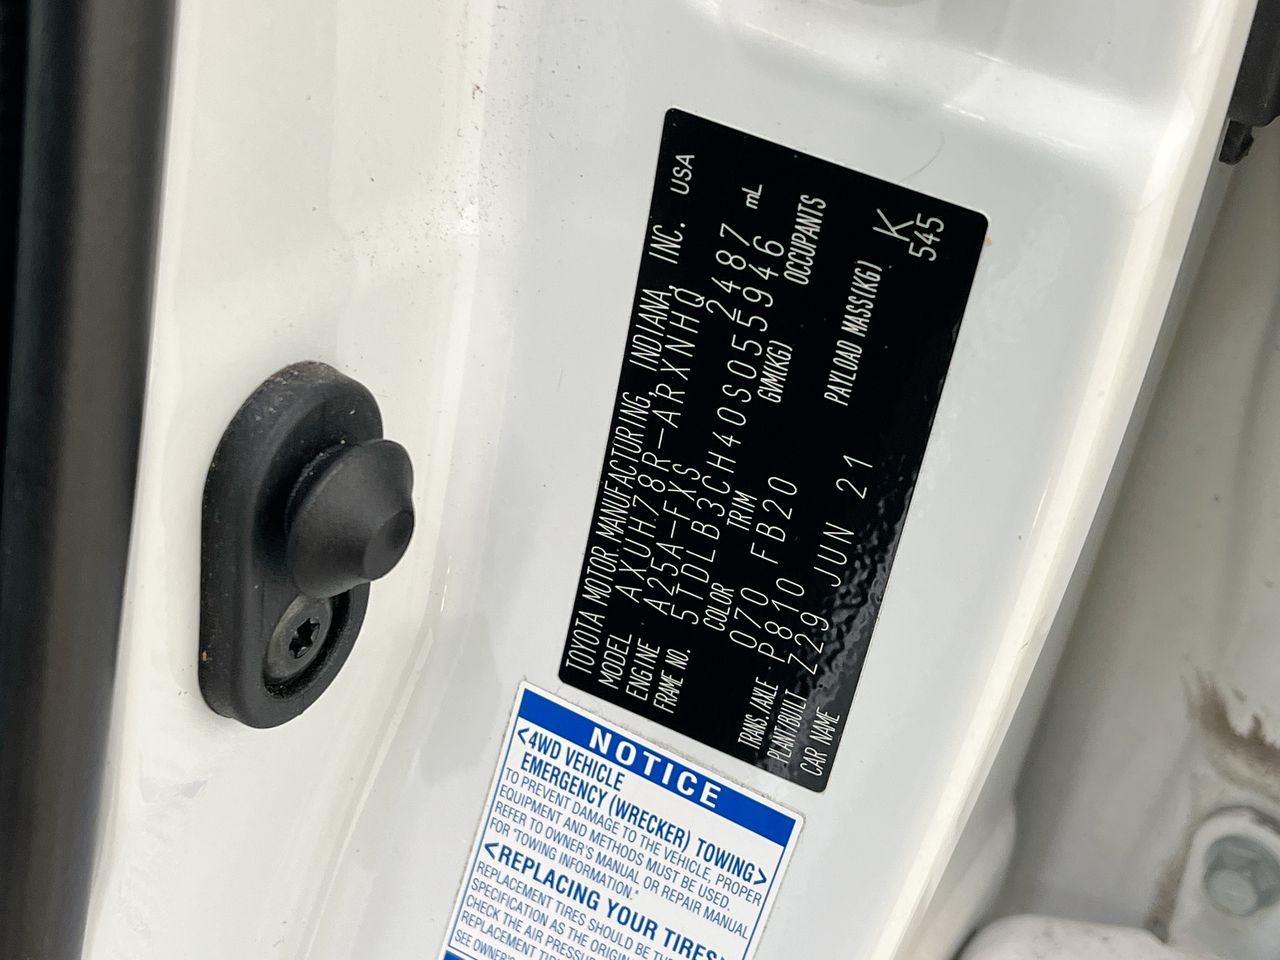 TOYOTA MOTOR MANUFACTURING, INDIANA, INC. USA
MODEL AXUH78R-ARXNHQ
ENGINE A25A-FXS 2487 mL
FRAME NO. 5TDLB3CH40S055946
COLOR TRIM GVM(KG) OCCUPANTS
070 FB20
TRANS./AXLE P810
PLANT/BUILT Z29 JUN 21 PAYLOAD MASS(KG)
CAR NAME
K
545
NOTICE
<4WD VEHICLE
EMERGENCY (WRECKER) TOWING>
TO PREVENT DAMAGE TO THE VEHICLE, PROPER
EQUIPMENT AND METHODS MUST BE USED.
REFER TO OWNER'S MANUAL OR REPAIR MANUAL
FOR "TOWING INFORMATION."
<REPLACING YOUR TIRES>
REPLACEMENT TIRES SHOULD BE THE
SPECIFICATION AS THE ORIGINAL
CHECK THE AIR PRESSURE
REPLACEMENT TIRES
SEE OWNER'S